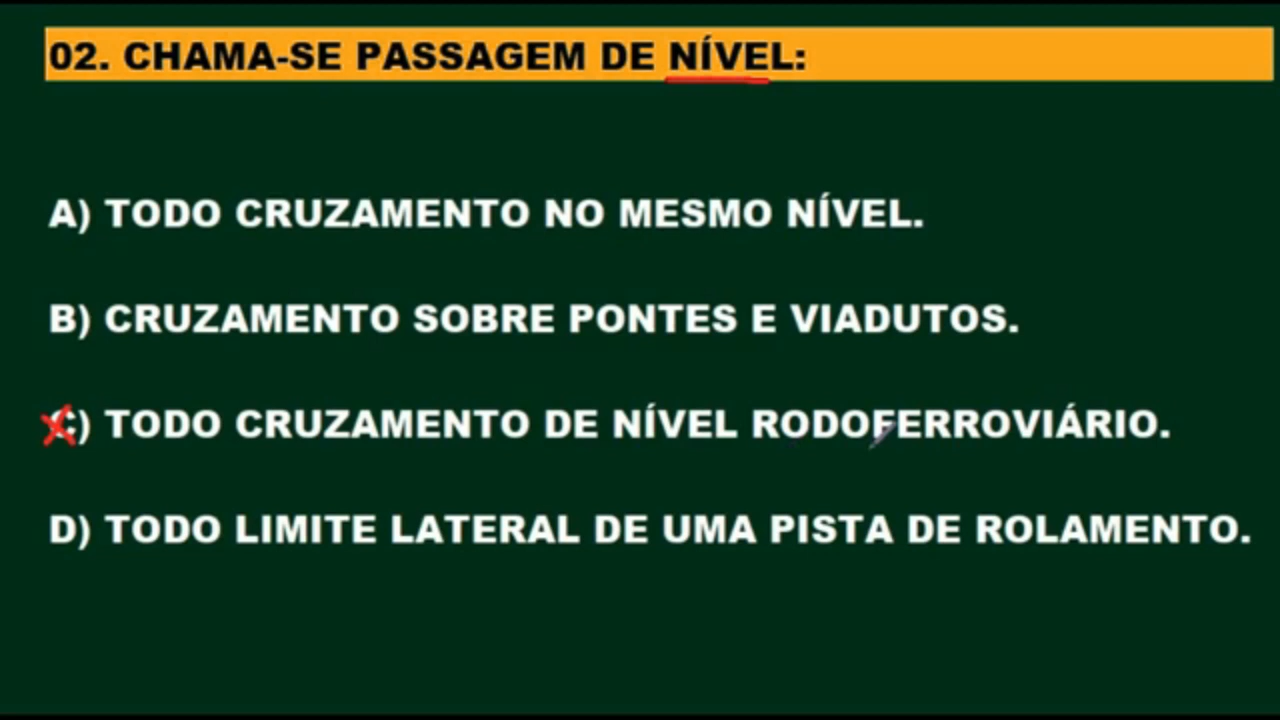 02. CHAMA-SE PASSAGEM DE NÍVEL:
A) TODO CRUZAMENTO NO MESMO NÍVEL.
B) CRUZAMENTO SOBRE PONTES E VIADUTOS.
C) TODO CRUZAMENTO DE NÍVEL RODOFERROVIÁRIO.
D) TODO LIMITE LATERAL DE UMA PISTA DE ROLAMENTO.